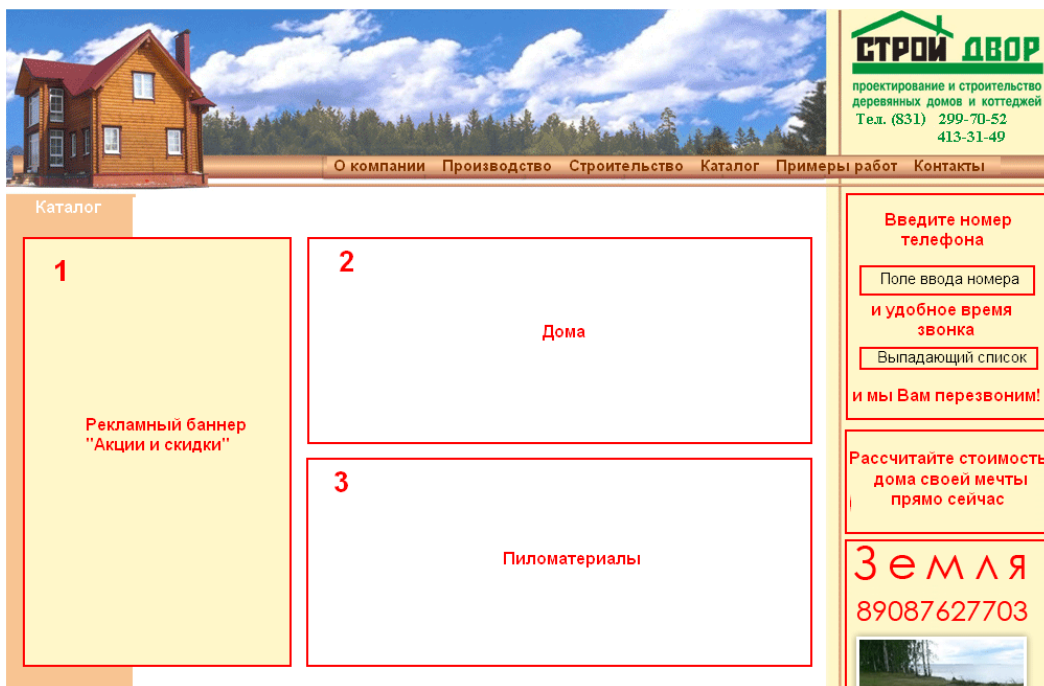 СТРОЙ ДВОР
проектирование и строительство
деревянных домов и коттеджей
Тел. (831) 299-70-52
413-31-49
О компании Производство Строительство Каталог Примеры работ Контакты
Каталог
1
Рекламный баннер
"Акции и скидки"
2
Дома
3
Пиломатериалы
Введите номер
телефона
Поле ввода номера
и удобное время
звонка
Выпадающий список
и мы Вам перезвоним!
Рассчитайте стоимость
дома своей мечты
прямо сейчас
Земля
89087627703